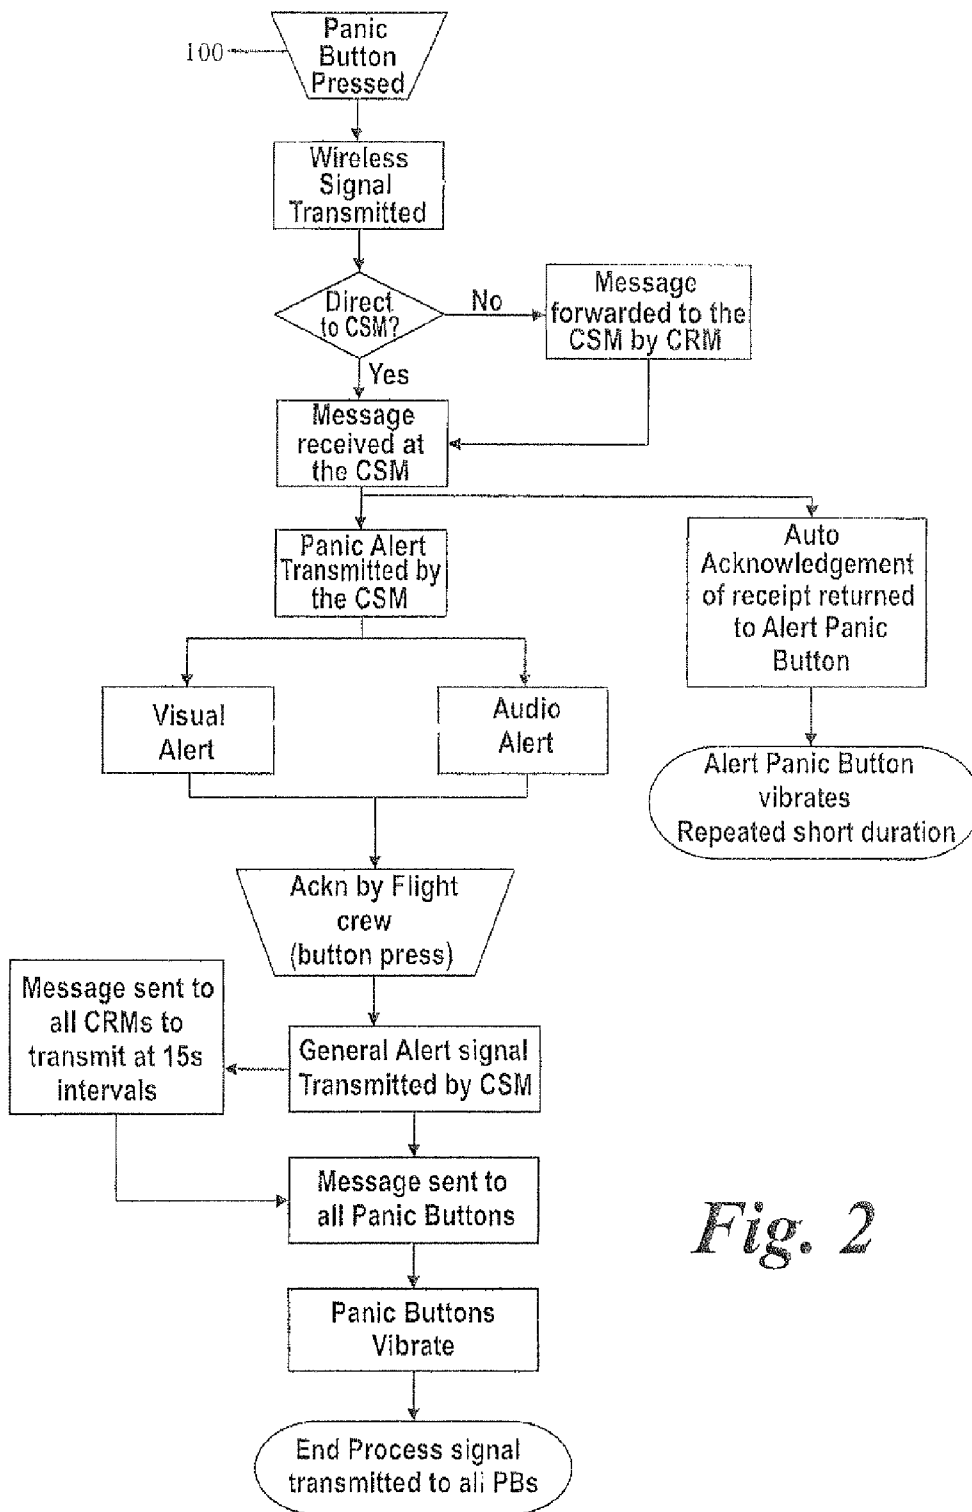 Panic
Button
Pressed
100
Wireless
Signal
Transmitted
Direct
to CSM?
No
Message
forwarded to the
CSM by CRM
Yes
Message
received at
the CSM
Panic Alert
Transmitted by
the CSM
Auto
Acknowledgement
of receipt returned
to Alert Panic
Button
Visual
Alert
Audio
Alert
Alert Panic Button
vibrates
Repeated short duration
Ackn by Flight
crew
(button press)
Message sent to
all CRMs to
transmit at 15s
intervals
General Alert signal
Transmitted by CSM
Message sent to
all Panic Buttons
Fig. 2
Panic Buttons
Vibrate
End Process signal
transmitted to all PBs